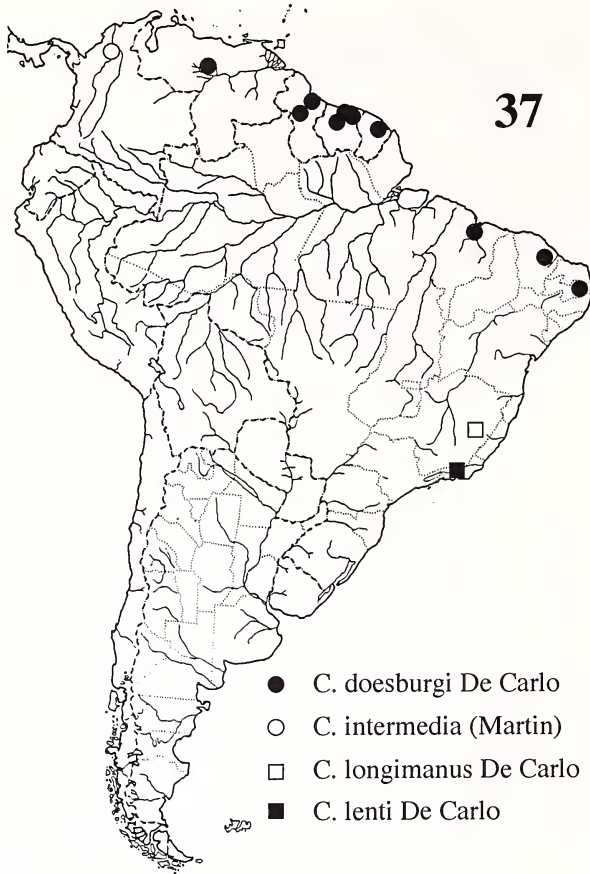 37
● C. doesburgi De Carlo
○ C. intermedia (Martin)
□ C. longimanus De Carlo
■ C. lenti De Carlo